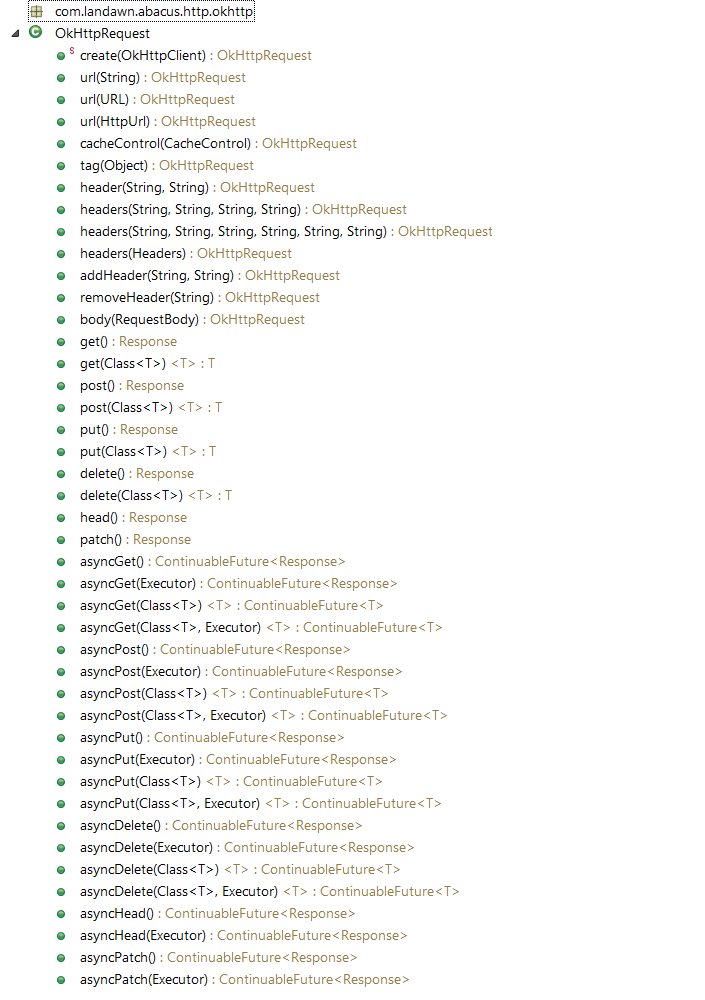 com.landawn.abacus.http.okhttp
OkHttpRequest
S create(OkHttpClient) : OkHttpRequest
url(String) : OkHttpRequest
url(URL) : OkHttpRequest
url(HttpUrl) : OkHttpRequest
cacheControl(CacheControl) : OkHttpRequest
tag(Object) : OkHttpRequest
header(String, String) : OkHttpRequest
headers(String, String, String, String) : OkHttpRequest
headers(String, String, String, String, String, String) : OkHttpRequest
headers(Headers) : OkHttpRequest
addHeader(String, String) : OkHttpRequest
removeHeader(String) : OkHttpRequest
body(RequestBody) : OkHttpRequest
get() : Response
get(Class<T>) <T> : T
post() : Response
post(Class<T>) <T> : T
put() : Response
put(Class<T>) <T> : T
delete() : Response
delete(Class<T>) <T> : T
head() : Response
patch() : Response
asyncGet() : ContinuableFuture<Response>
asyncGet(Executor) : ContinuableFuture<Response>
asyncGet(Class<T>) <T> : ContinuableFuture<T>
asyncGet(Class<T>, Executor) <T> : ContinuableFuture<T>
asyncPost() : ContinuableFuture<Response>
asyncPost(Executor) : ContinuableFuture<Response>
asyncPost(Class<T>) <T> : ContinuableFuture<T>
asyncPost(Class<T>, Executor) <T> : ContinuableFuture<T>
asyncPut() : ContinuableFuture<Response>
asyncPut(Executor) : ContinuableFuture<Response>
asyncPut(Class<T>) <T> : ContinuableFuture<T>
asyncPut(Class<T>, Executor) <T> : ContinuableFuture<T>
asyncDelete() : ContinuableFuture<Response>
asyncDelete(Executor) : ContinuableFuture<Response>
asyncDelete(Class<T>) <T> : ContinuableFuture<T>
asyncDelete(Class<T>, Executor) <T> : ContinuableFuture<T>
asyncHead() : ContinuableFuture<Response>
asyncHead(Executor) : ContinuableFuture<Response>
asyncPatch() : ContinuableFuture<Response>
asyncPatch(Executor) : ContinuableFuture<Response>